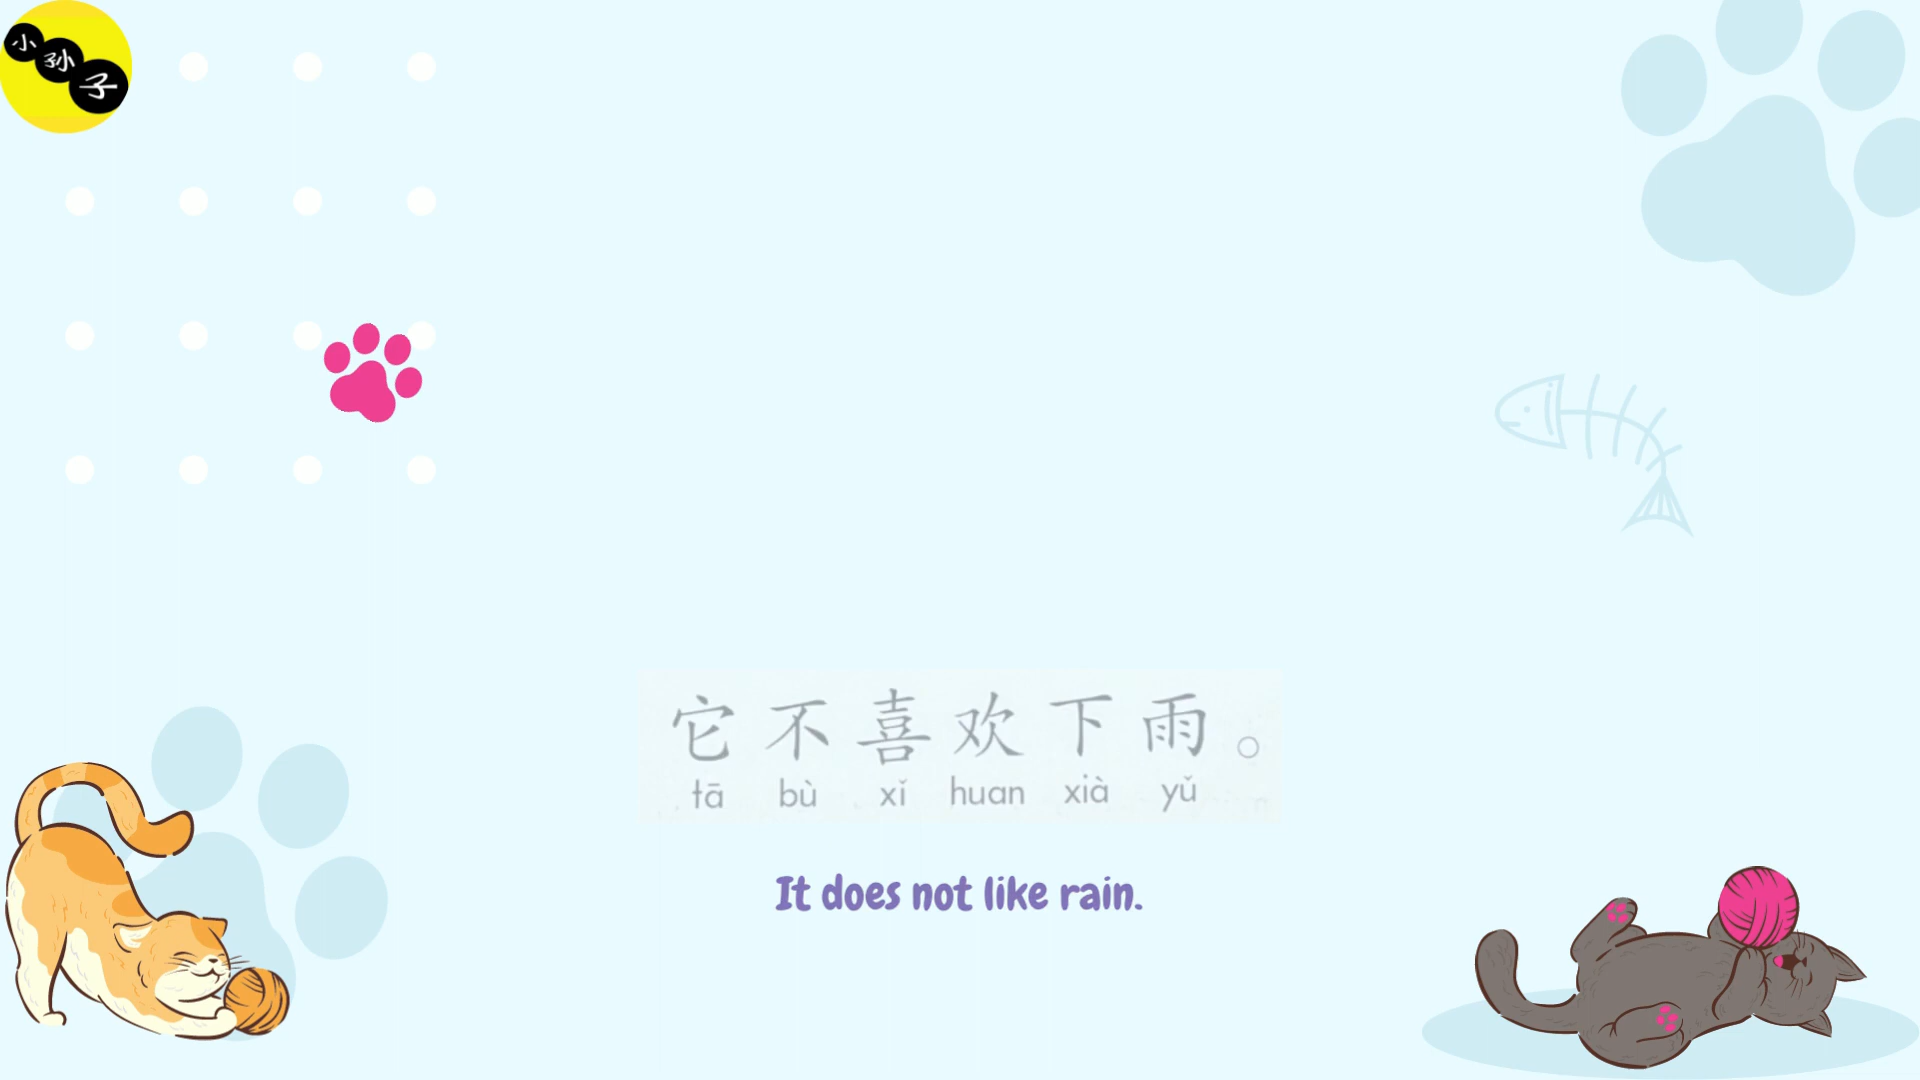 小孙子
它不喜欢下雨。
tā bù xǐ huan xià yǔ
It does not like rain.